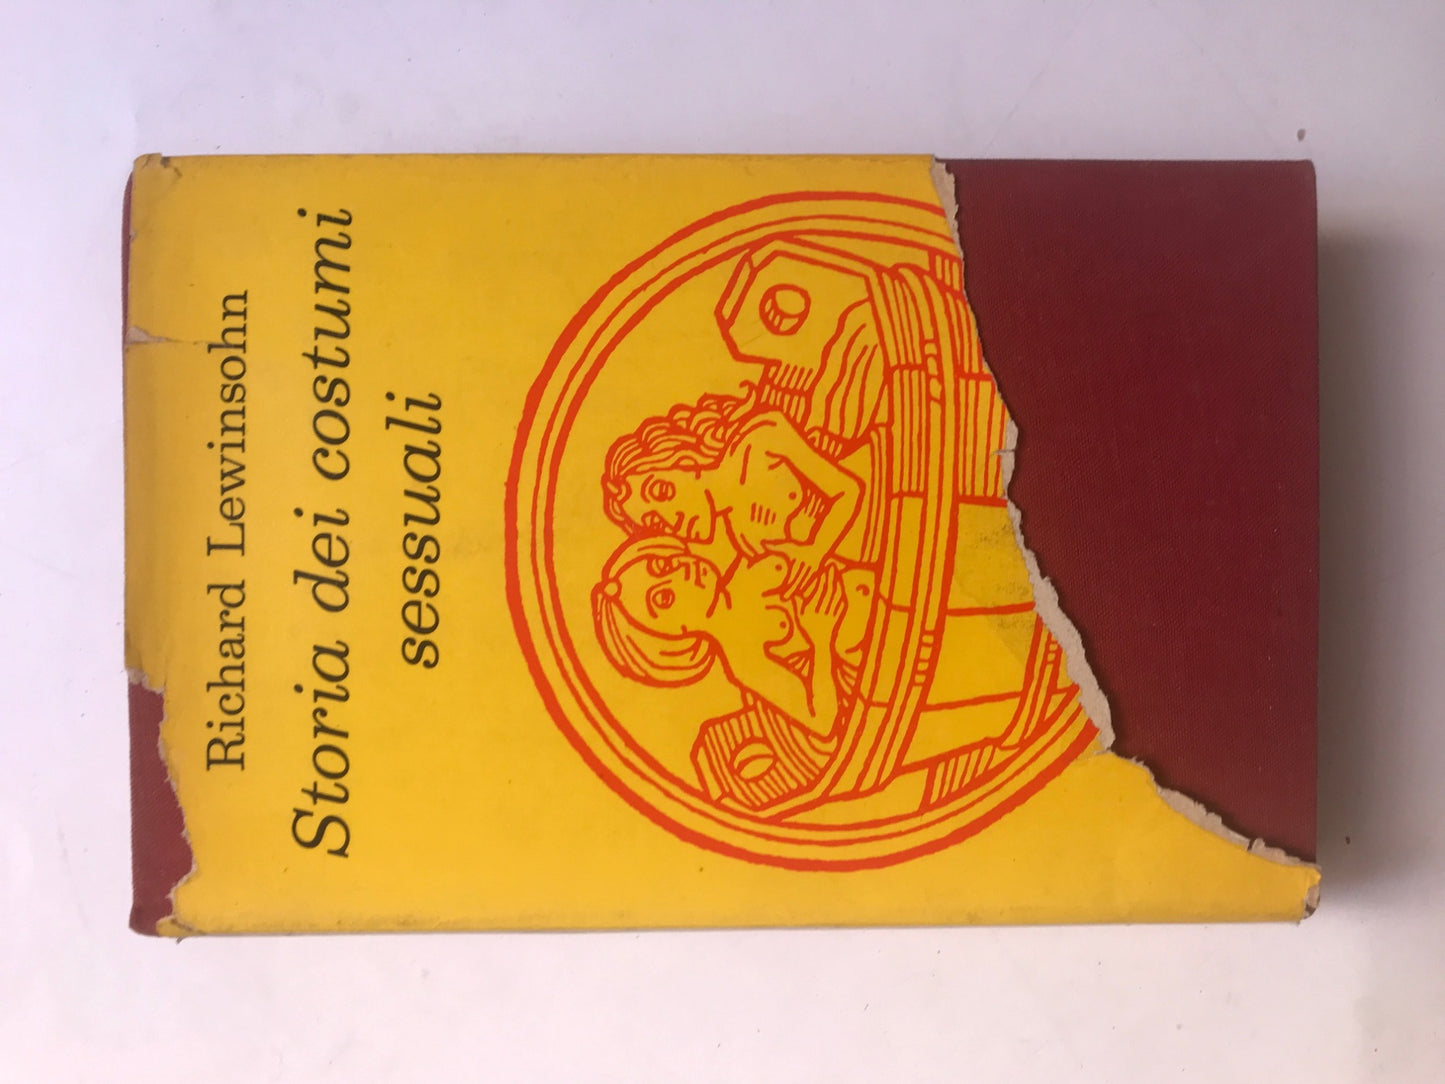 Richard Lewinsohn
Storia dei costumi
sessuali